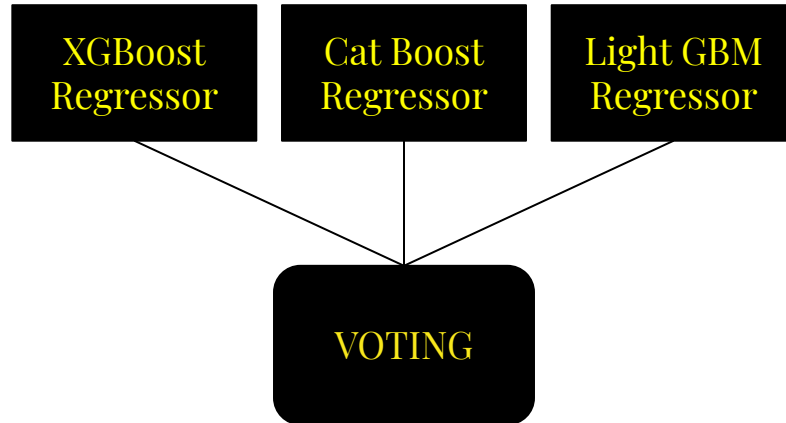 XGBoost
Regressor
Cat Boost
Regressor
Light GBM
Regressor
VOTING